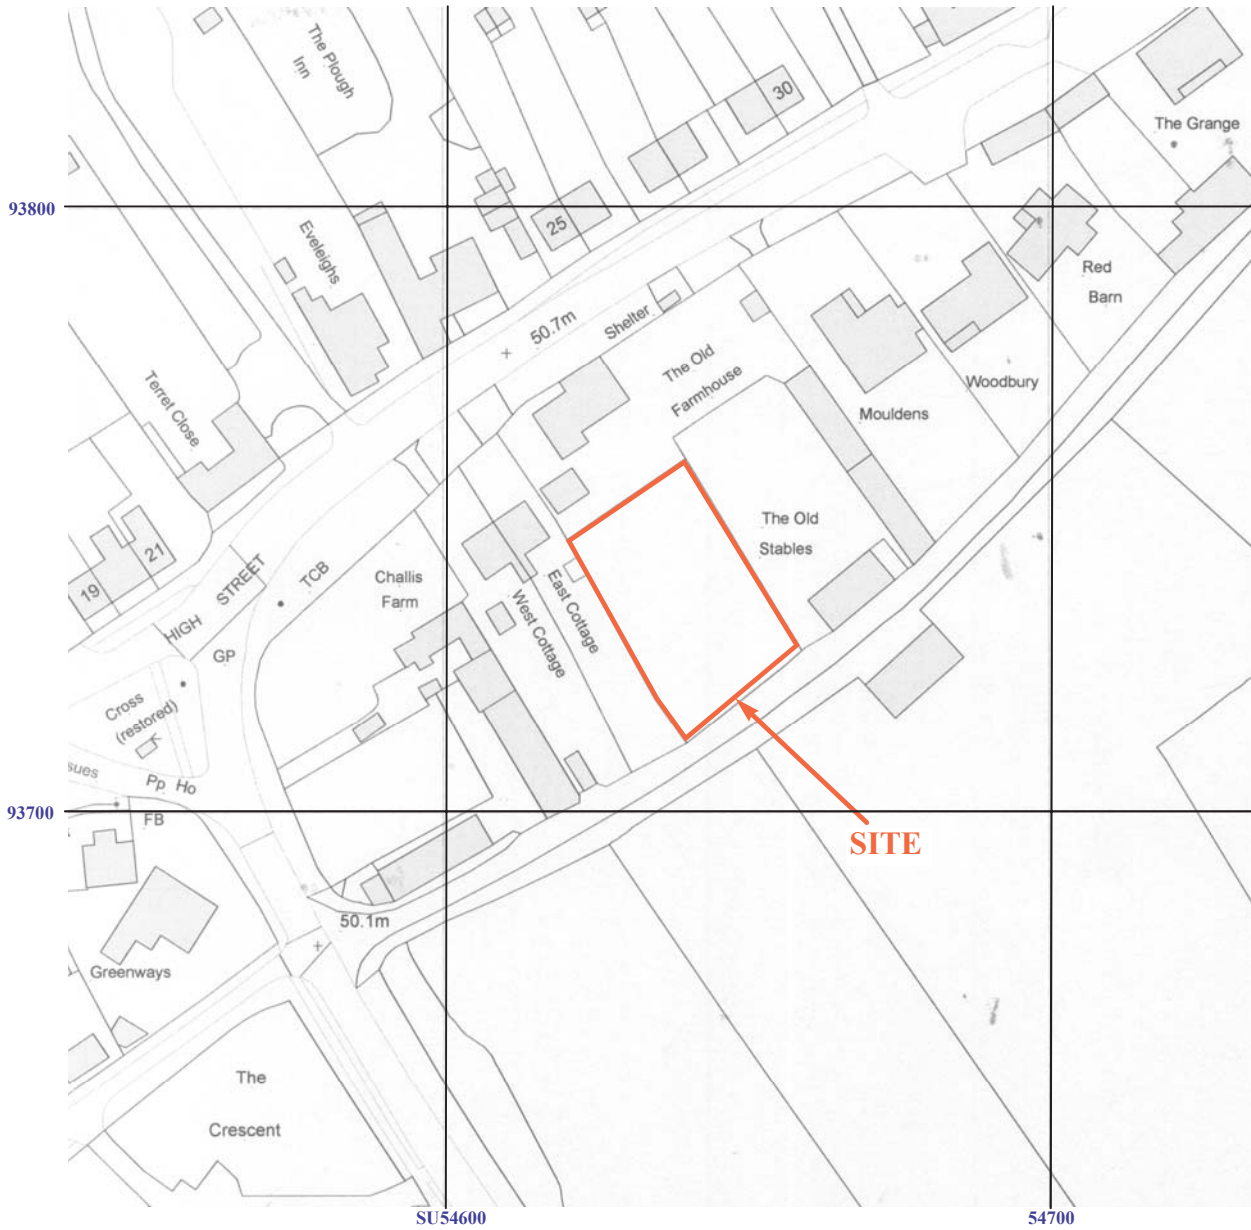 The Plough
Inn
30
The Grange
93800
25
Eveleighs
Red
Barn
50.7m
Shelter
The Old
Farmhouse
Terret Close
Woodbury
Mouldens
The Old
Stables
21
19
HIGH STREET
TCB
Challis
Farm
East Cottage
West Cottage
GP
Cross
(restored)
sues
Pp Ho
FB
93700
SITE
50.1m
Greenways
The
Crescent
SU54600
54700